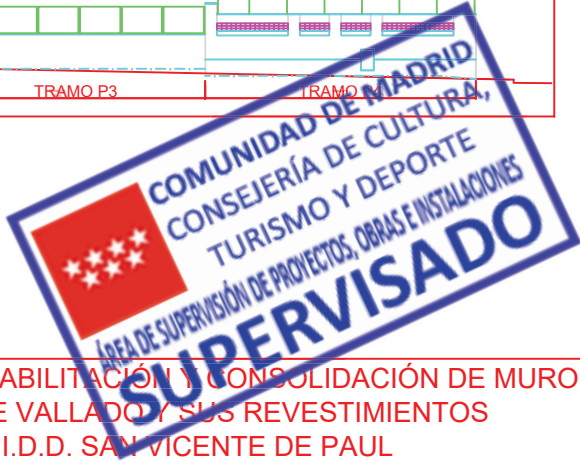 TRAMO P3
TRAMO
COMUNIDAD DE MADRID
CONSEJERÍA DE CULTURA,
TURISMO Y DEPORTE
ÁREA DE SUPERVISIÓN DE PROYECTOS, OBRAS E INSTALACIONES
SUPERVISADO
ABILITACIÓN Y CONSOLIDACIÓN DE MURO
E VALLADO Y SUS REVESTIMIENTOS
I.D.D. SAN VICENTE DE PAUL